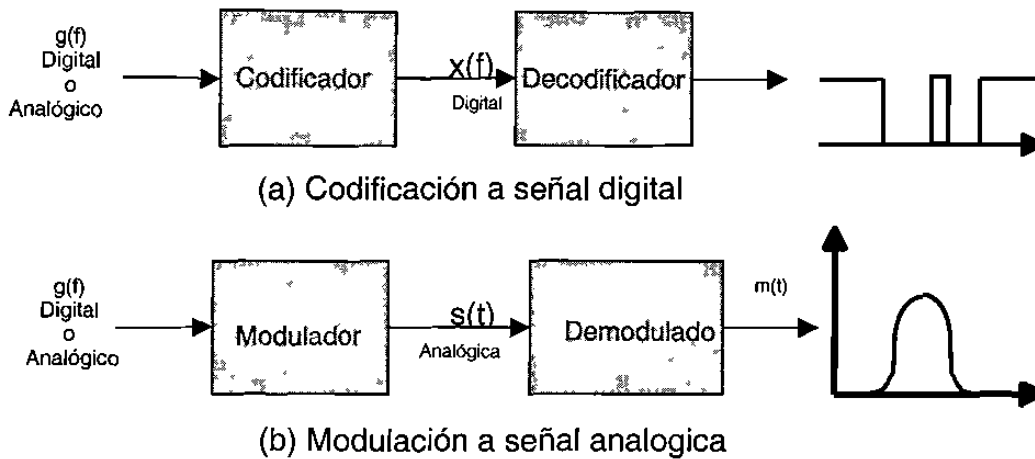 g(f)
Digital
o
Analógico
Codificador
x(f)
Digital
Decodificador
(a) Codificación a señal digital
g(f)
Digital
o
Analógico
Modulador
s(t)
Analógica
Demodulado
m(t)
(b) Modulación a señal analogica